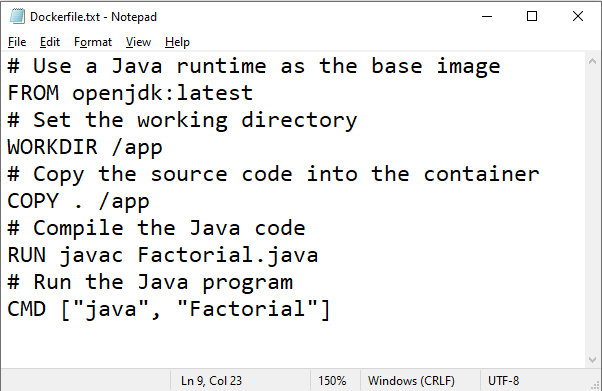 Dockerfile.txt - Notepad
File Edit Format View Help
# Use a Java runtime as the base image
FROM openjdk:latest
# Set the working directory
WORKDIR /app
# Copy the source code into the container
COPY . /app
# Compile the Java code
RUN javac Factorial.java
# Run the Java program
CMD ["java", "Factorial"]
Ln 9, Col 23 150% Windows (CRLF) UTF-8